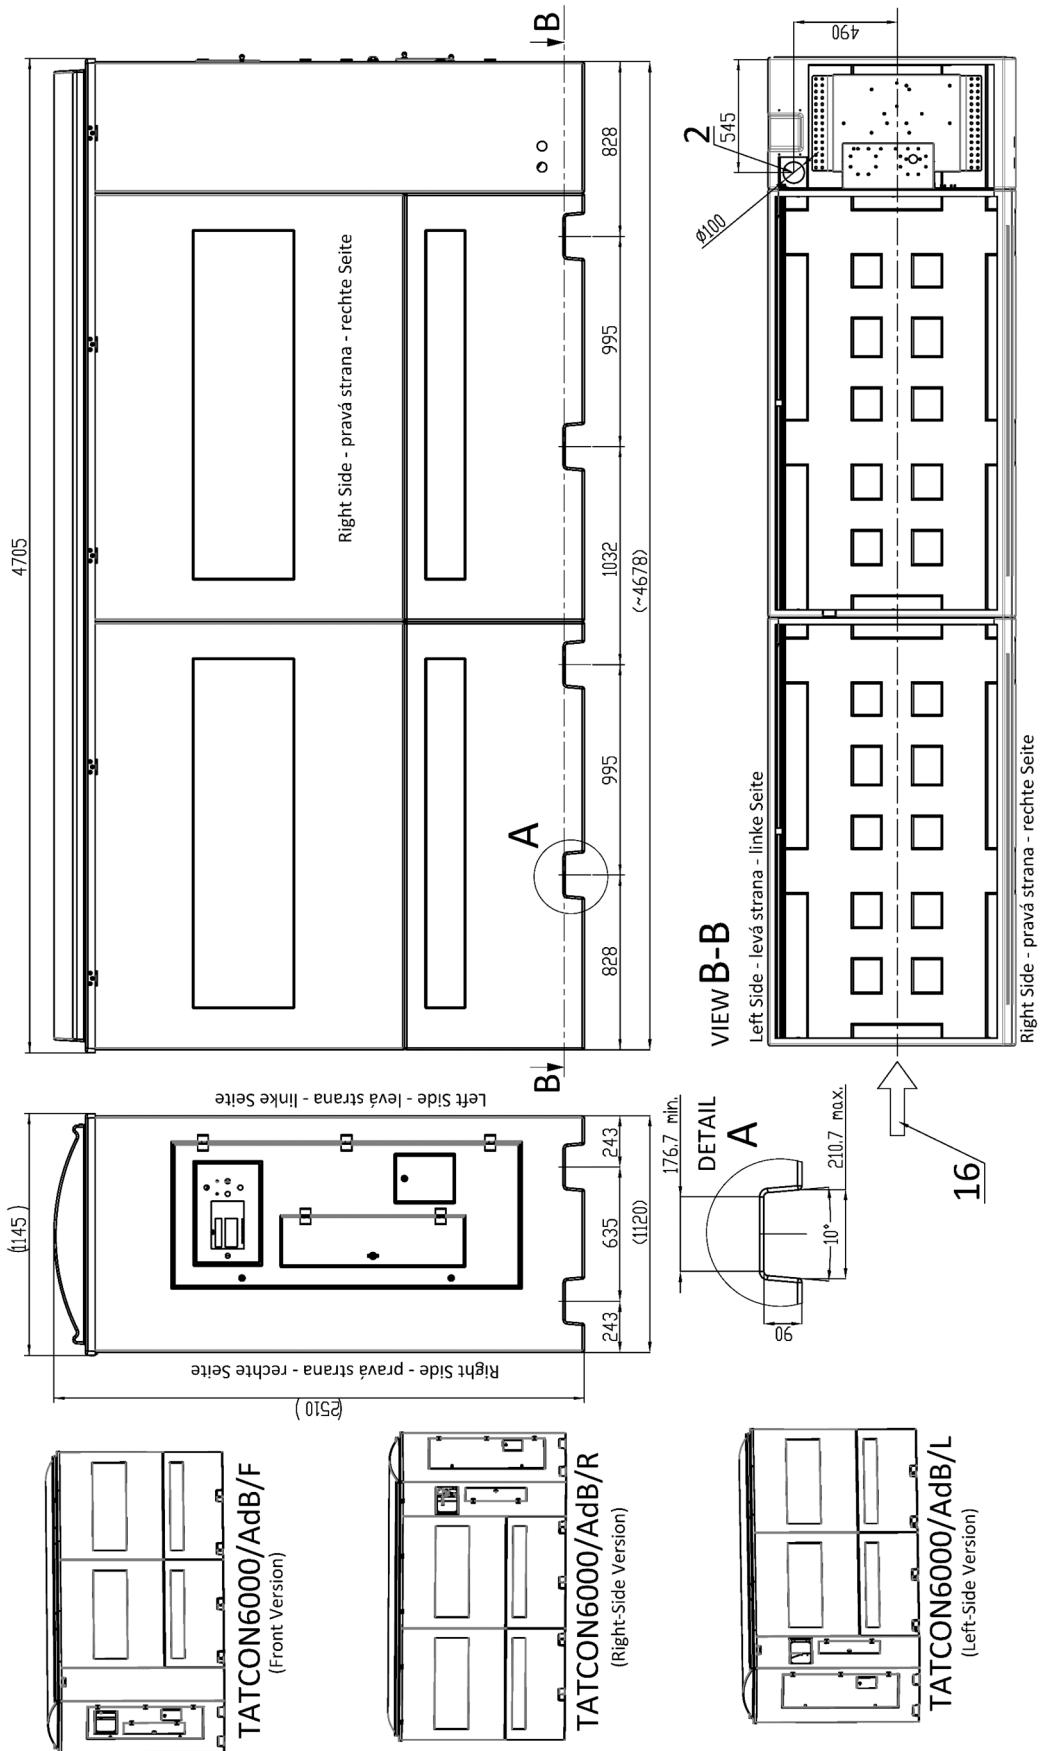 4705
Right Side - pravá strana - rechte Seite
B
B
A
828
995
1032
995
828
(~4678)
(1145)
Left Side - levá strana - linke Seite
Right Side - pravá strana - rechte Seite
243
635
243
(1120)
(2510)
VIEW B-B
Left Side - levá strana - linke Seite
Right Side - pravá strana - rechte Seite
490
2
545
Ø100
16
DETAIL
A
176,7 min.
210,7 max.
10°
90
TATCON6000/AdB/F
(Front Version)
TATCON6000/AdB/R
(Right-Side Version)
TATCON6000/AdB/L
(Left-Side Version)